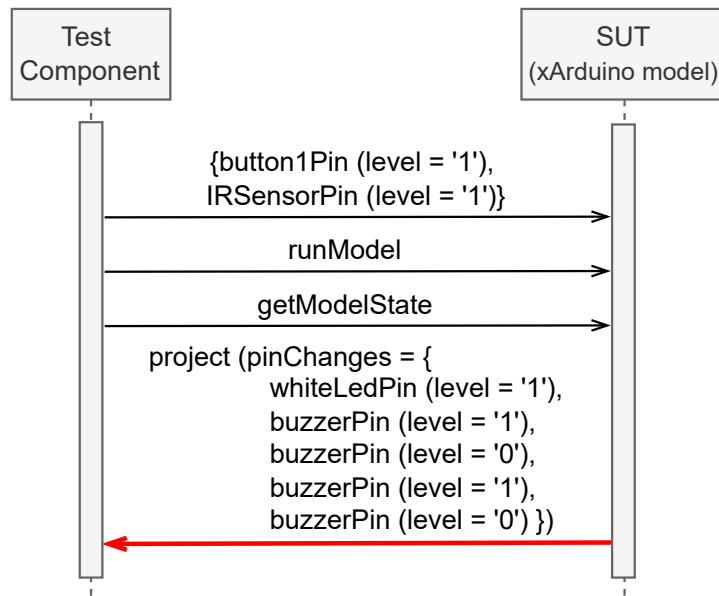 Test
Component
SUT
(xArduino model)
{button1Pin (level = '1'),
IRSensorPin (level = '1')}
runModel
getModelState
project (pinChanges = {
whiteLedPin (level = '1'),
buzzerPin (level = '1'),
buzzerPin (level = '0'),
buzzerPin (level = '1'),
buzzerPin (level = '0') })